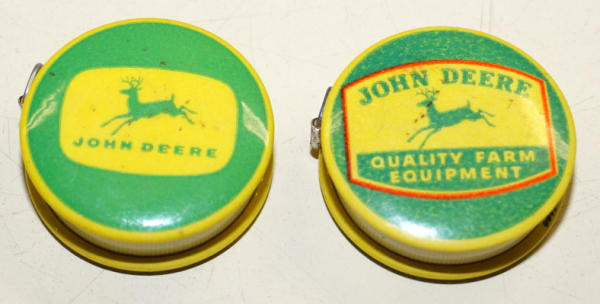 JOHN DEERE
JOHN DEERE
QUALITY FARM
EQUIPMENT